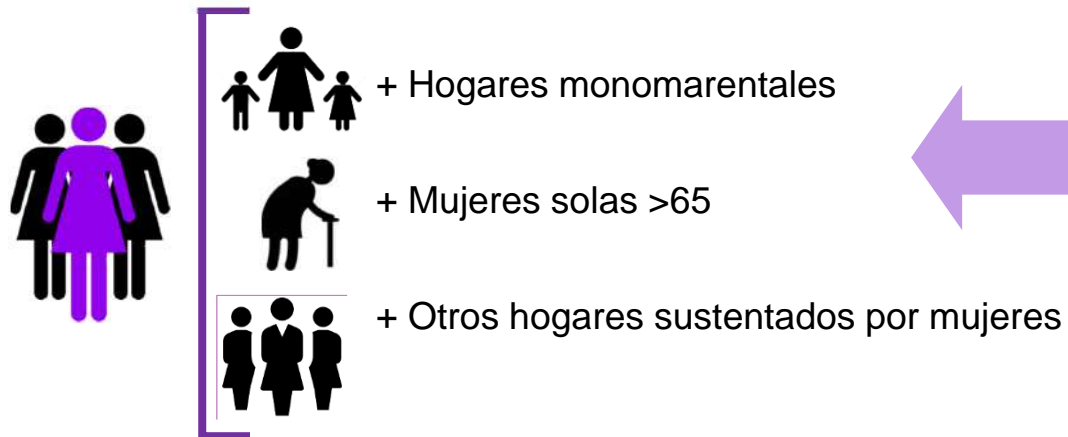 + Hogares monomarentales
+ Mujeres solas >65
+ Otros hogares sustentados por mujeres